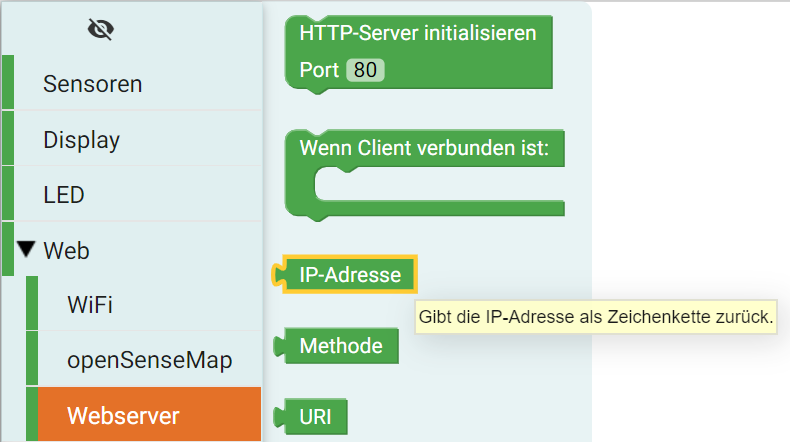 Sensoren
Display
LED
Web
WiFi
openSenseMap
Webserver
HTTP-Server initialisieren
Port 80
Wenn Client verbunden ist:
IP-Adresse
Gibt die IP-Adresse als Zeichenkette zurück.
Methode
URI